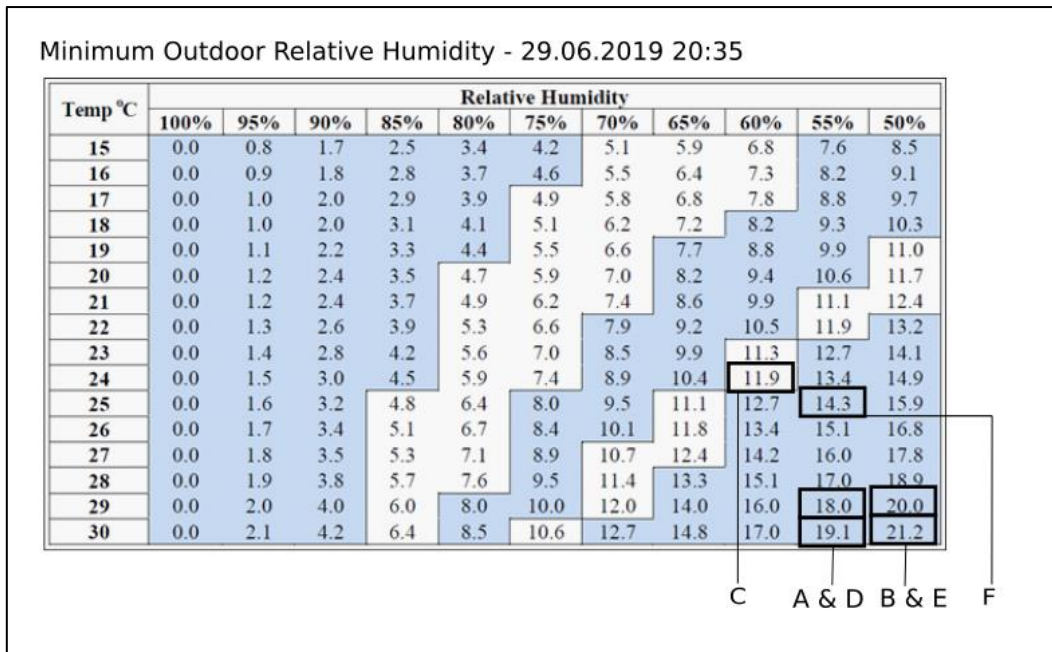 Minimum Outdoor Relative Humidity - 29.06.2019 20:35
Temp °C Relative Humidity
100% 95% 90% 85% 80% 75% 70% 65% 60% 55% 50%
15 0.0 0.8 1.7 2.5 3.4 4.2 5.1 5.9 6.8 7.6 8.5
16 0.0 0.9 1.8 2.8 3.7 4.6 5.5 6.4 7.3 8.2 9.1
17 0.0 1.0 2.0 2.9 3.9 4.9 5.8 6.8 7.8 8.8 9.7
18 0.0 1.0 2.0 3.1 4.1 5.1 6.2 7.2 8.2 9.3 10.3
19 0.0 1.1 2.2 3.3 4.4 5.5 6.6 7.7 8.8 9.9 11.0
20 0.0 1.2 2.4 3.5 4.7 5.9 7.0 8.2 9.4 10.6 11.7
21 0.0 1.2 2.4 3.7 4.9 6.2 7.4 8.6 9.9 11.1 12.4
22 0.0 1.3 2.6 3.9 5.3 6.6 7.9 9.2 10.5 11.9 13.2
23 0.0 1.4 2.8 4.2 5.6 7.0 8.5 9.9 11.3 12.7 14.1
24 0.0 1.5 3.0 4.5 5.9 7.4 8.9 10.4 11.9 13.4 14.9
25 0.0 1.6 3.2 4.8 6.4 8.0 9.5 11.1 12.7 14.3 15.9
26 0.0 1.7 3.4 5.1 6.7 8.4 10.1 11.8 13.4 15.1 16.8
27 0.0 1.8 3.5 5.3 7.1 8.9 10.7 12.4 14.2 16.0 17.8
28 0.0 1.9 3.8 5.7 7.6 9.5 11.4 13.3 15.1 17.0 18.9
29 0.0 2.0 4.0 6.0 8.0 10.0 12.0 14.0 16.0 18.0 20.0
30 0.0 2.1 4.2 6.4 8.5 10.6 12.7 14.8 17.0 19.1 21.2
C A & D B & E F